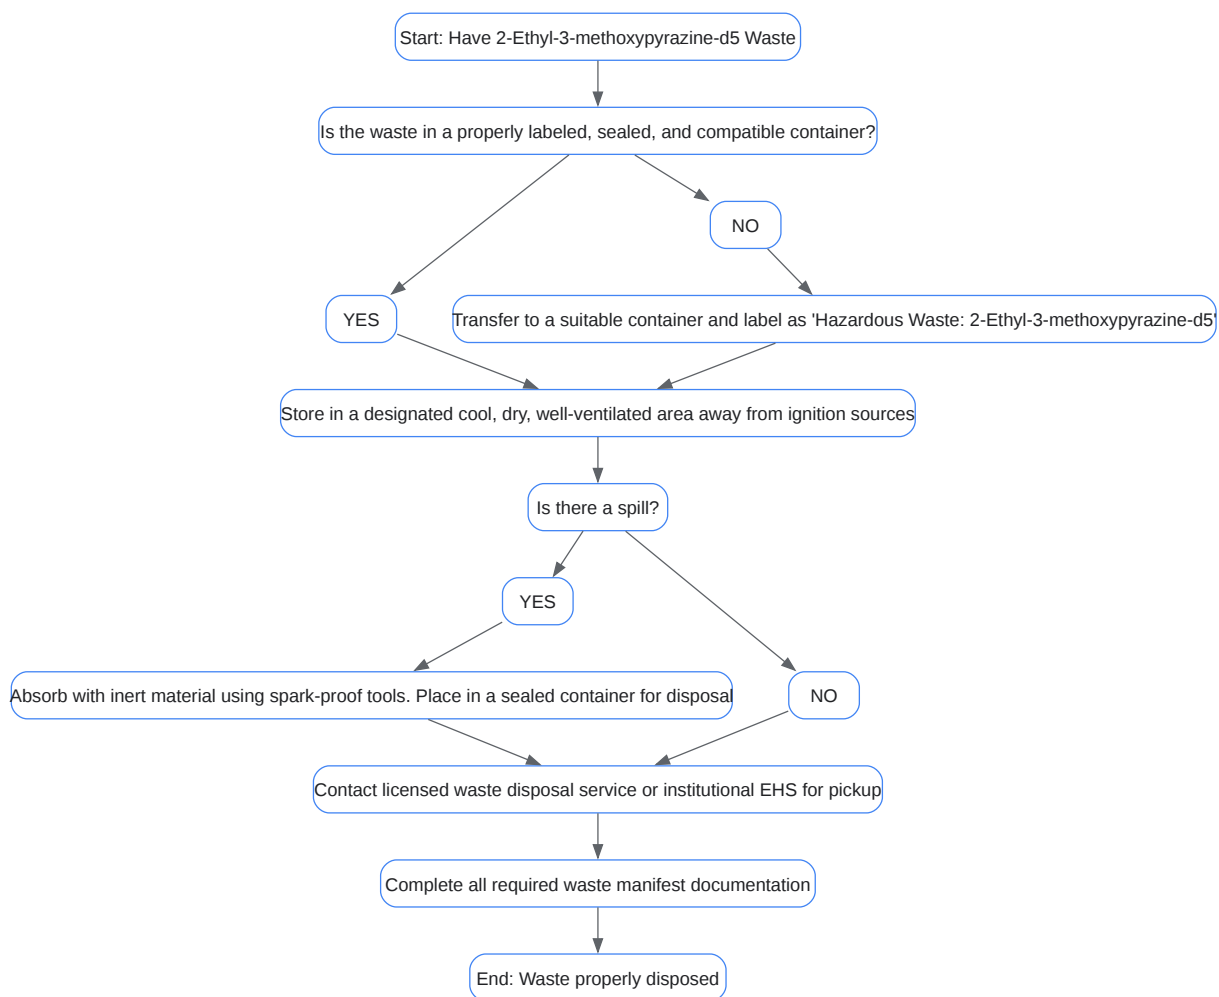 Start: Have 2-Ethyl-3-methoxypyrazine-d5 Waste
Is the waste in a properly labeled, sealed, and compatible container?
NO
YES
Transfer to a suitable container and label as 'Hazardous Waste: 2-Ethyl-3-methoxypyrazine-d5'
Store in a designated cool, dry, well-ventilated area away from ignition sources
Is there a spill?
YES
Absorb with inert material using spark-proof tools. Place in a sealed container for disposal
NO
Contact licensed waste disposal service or institutional EHS for pickup
Complete all required waste manifest documentation
End: Waste properly disposed